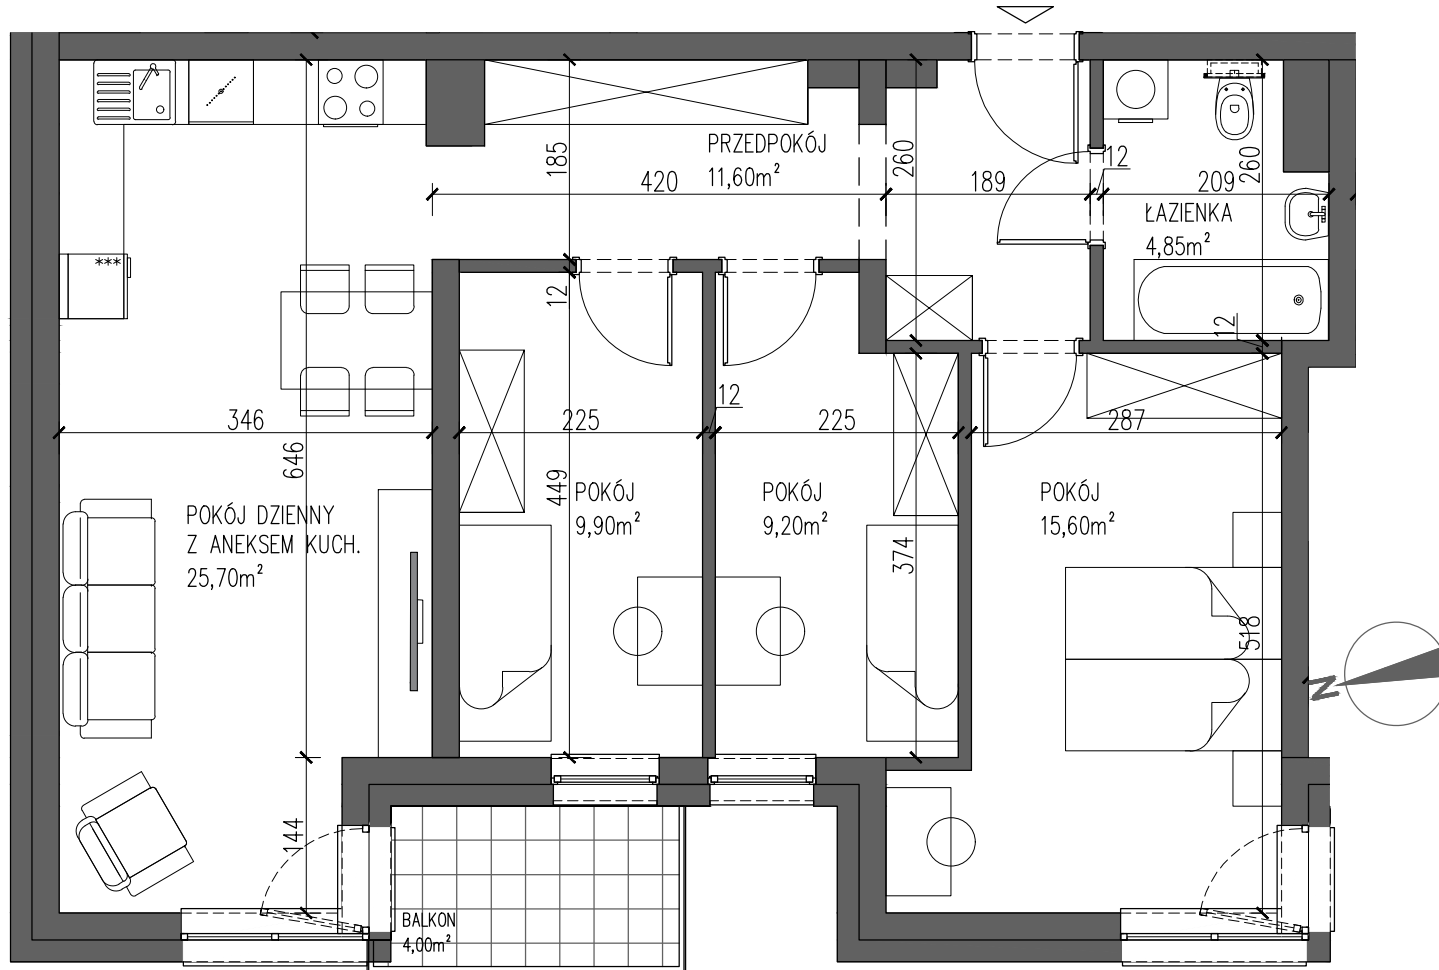 PRZEDPOKÓJ
11,60m²
185
420
260
189
12
209
260
ŁAZIENKA
4,85m²
***
12
12
346
225
12
225
287
646
449
POKÓJ
9,90m²
POKÓJ
9,20m²
POKÓJ
15,60m²
POKÓJ DZIENNY
Z ANEKSEM KUCH.
25,70m²
374
518
N
144
BALKON
4,00m²